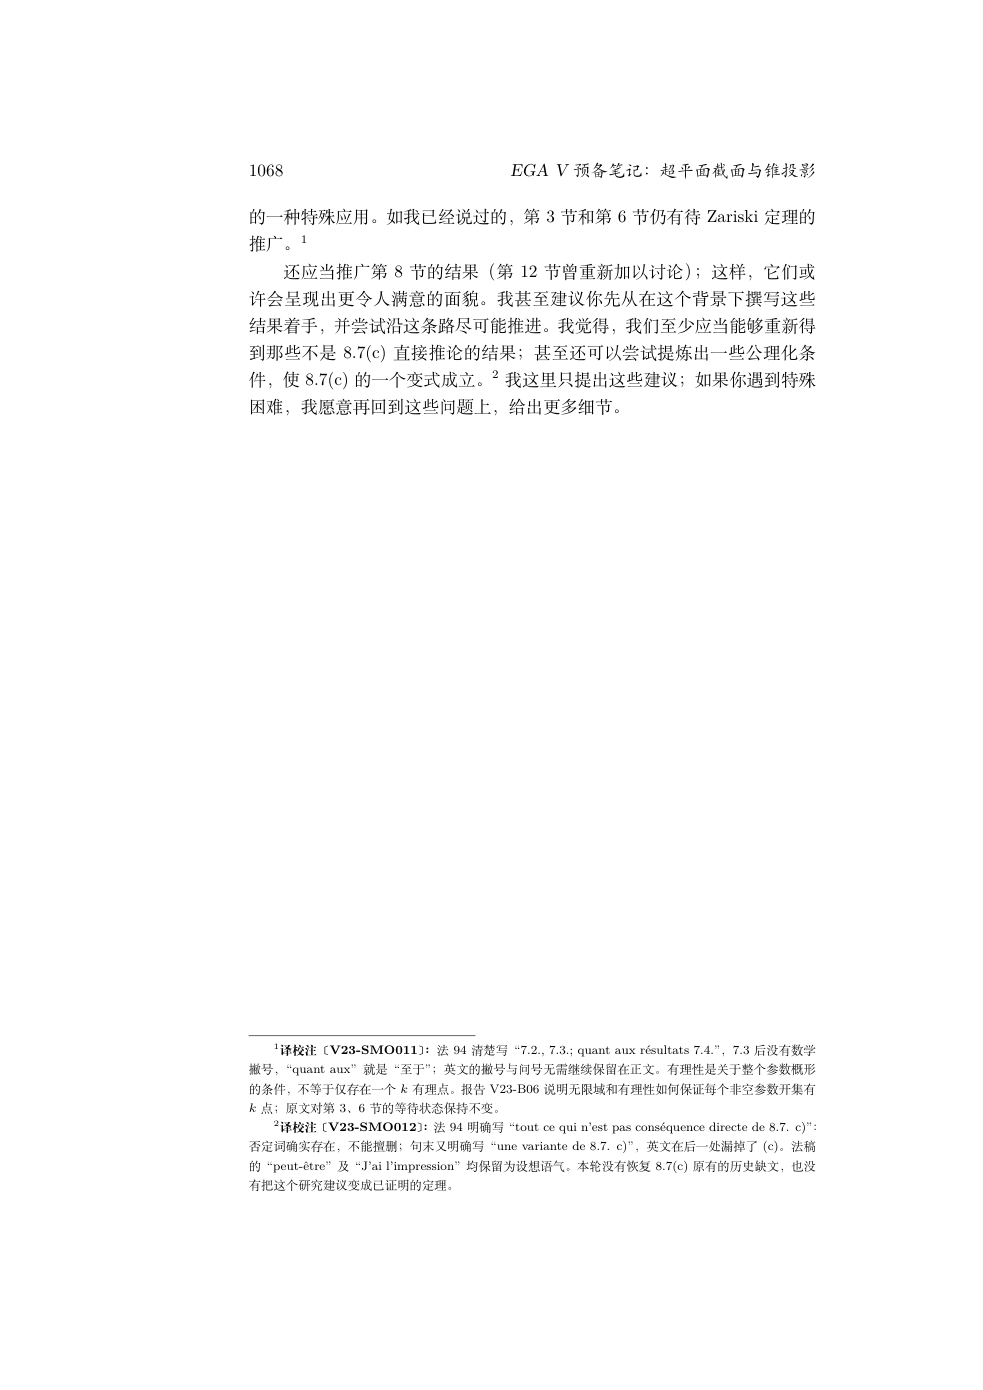 1068 EGA V 预备笔记：超平面截面与锥投影
的一种特殊应用。如我已经说过的，第 3 节和第 6 节仍有待 Zariski 定理的
推广。1
还应当推广第 8 节的结果（第 12 节曾重新加以讨论）；这样，它们或
许会呈现出更令人满意的面貌。我甚至建议你先从在这个背景下撰写这些
结果着手，并尝试沿这条路尽可能推进。我觉得，我们至少应当能够重新得
到那些不是 8.7(c) 直接推论的结果；甚至还可以尝试提炼出一些公理化条
件，使 8.7(c) 的一个变式成立。2 我这里只提出这些建议；如果你遇到特殊
困难，我愿意再回到这些问题上，给出更多细节。
1译校注〔V23-SMO011〕：法 94 清楚写 “7.2., 7.3.; quant aux résultats 7.4.”，7.3 后没有数学
撇号，“quant aux” 就是 “至于”；英文的撇号与问号无需继续保留在正文。有理性是关于整个参数概形
的条件，不等于仅存在一个 k 有理点。报告 V23-B06 说明无限域和有理性如何保证每个非空参数开集有
k 点；原文对第 3、6 节的等待状态保持不变。
2译校注〔V23-SMO012〕：法 94 明确写 “tout ce qui n’est pas conséquence directe de 8.7. c)”：
否定词确实存在，不能擅删；句末又明确写 “une variante de 8.7. c)”，英文在后一处漏掉了 (c)。法稿
的 “peut-être” 及 “J’ai l’impression” 均保留为设想语气。本轮没有恢复 8.7(c) 原有的历史缺文，也没
有把这个研究建议变成已证明的定理。